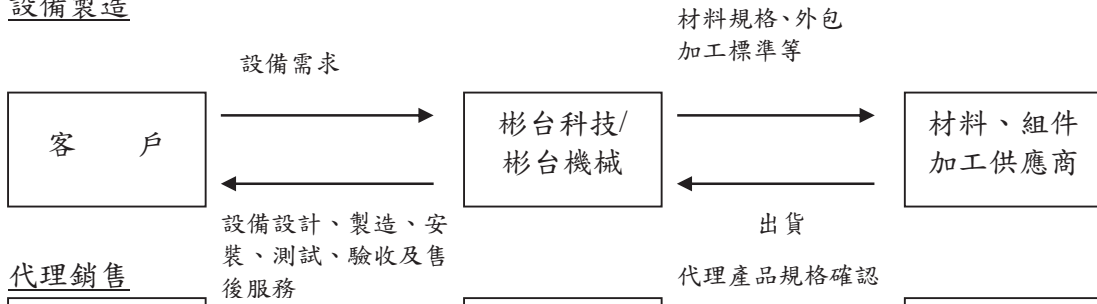 設備製造
材料規格、外包
加工標準等
設備需求
客 戶
彬台科技/
彬台機械
材料、組件
加工供應商
設備設計、製造、安
裝、測試、驗收及售
後服務
出貨
代理銷售
代理產品規格確認